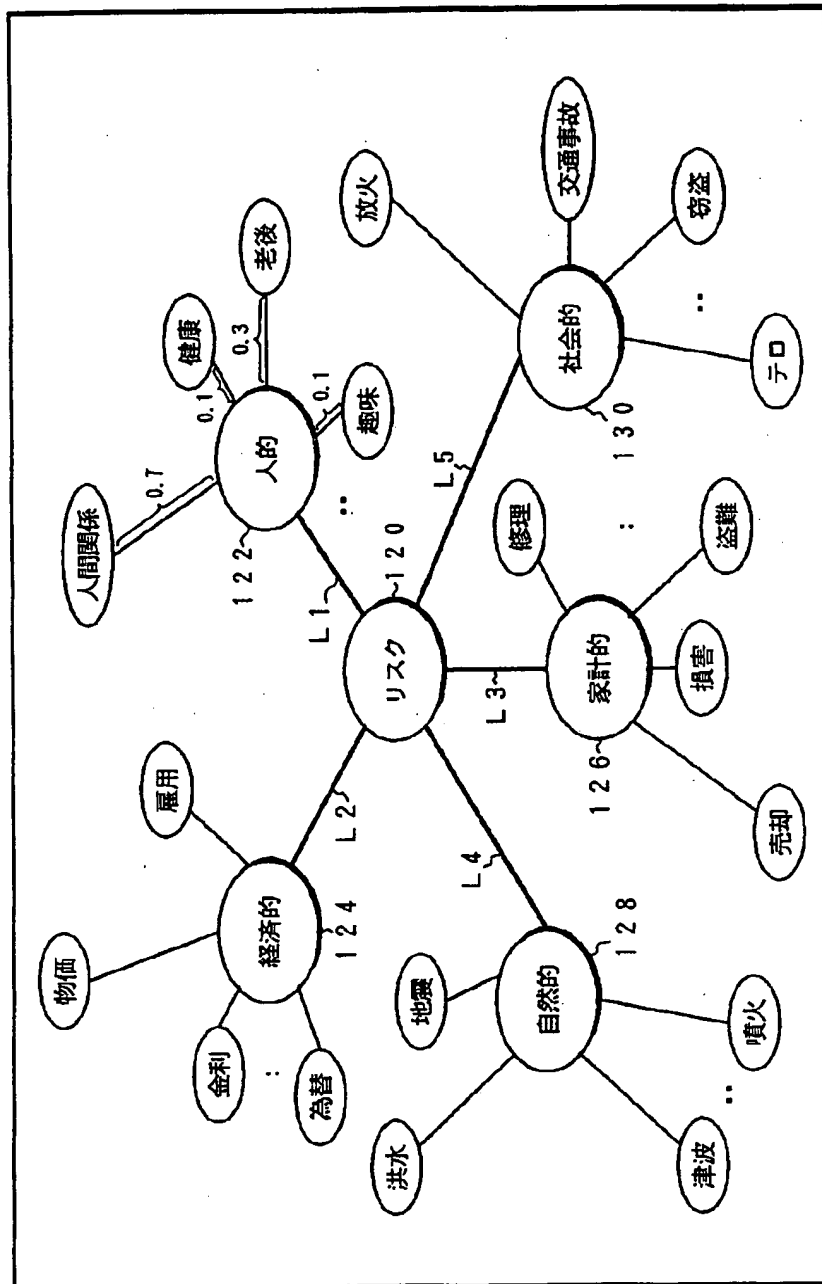 物価
雇用
金利
:
為替
経済的
124
L2
人間関係
0.7
健康
0.1
老後
0.3
0.1
趣味
:
人的
122
L1
リスク
120
L5
放火
交通事故
社会的
窃盗
:
テロ
130
L3
修理
:
家計的
126
盗難
損害
売却
L4
地震
洪水
自然的
128
津波
:
噴火